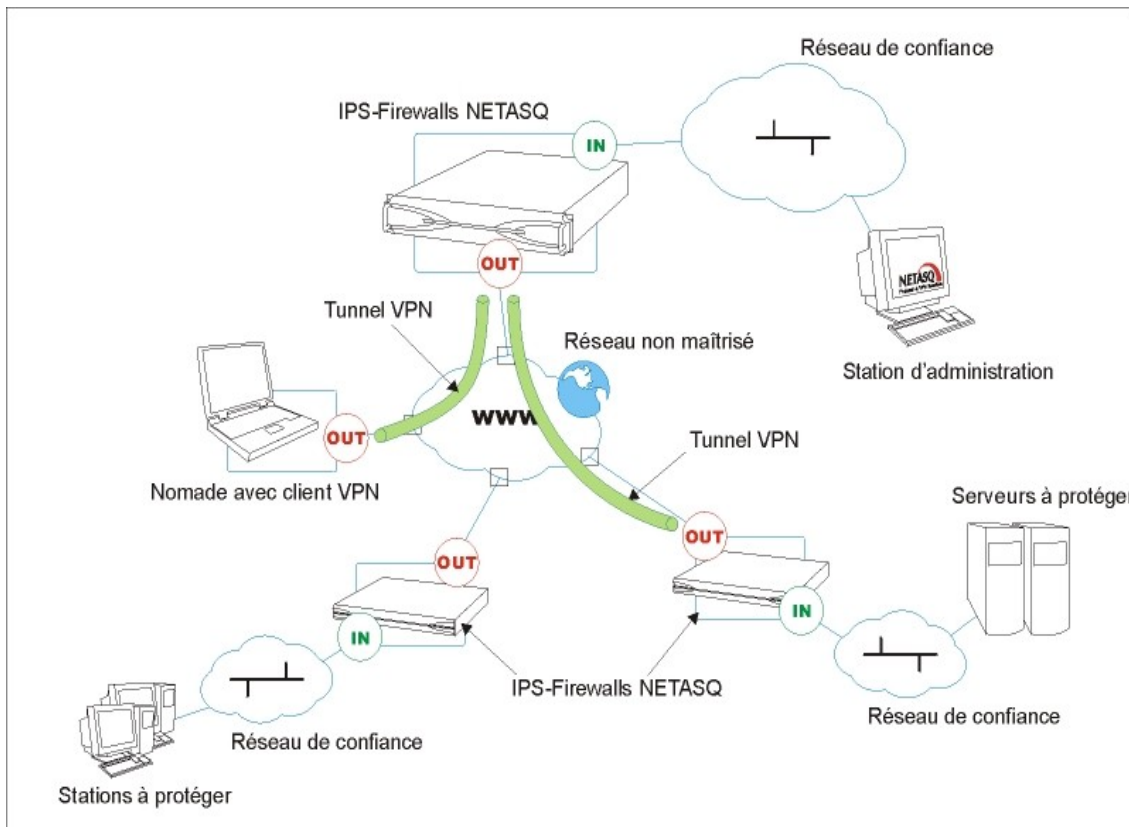 Réseau de confiance
IPS-Firewalls NETASQ
IN
OUT
NETASQ
Tunnel VPN
Réseau non maîtrisé
Station d'administration
www
OUT
Tunnel VPN
Nomade avec client VPN
Serveurs à protéger
OUT
OUT
IN
IN
IPS-Firewalls NETASQ
Réseau de confiance
Réseau de confiance
Stations à protéger